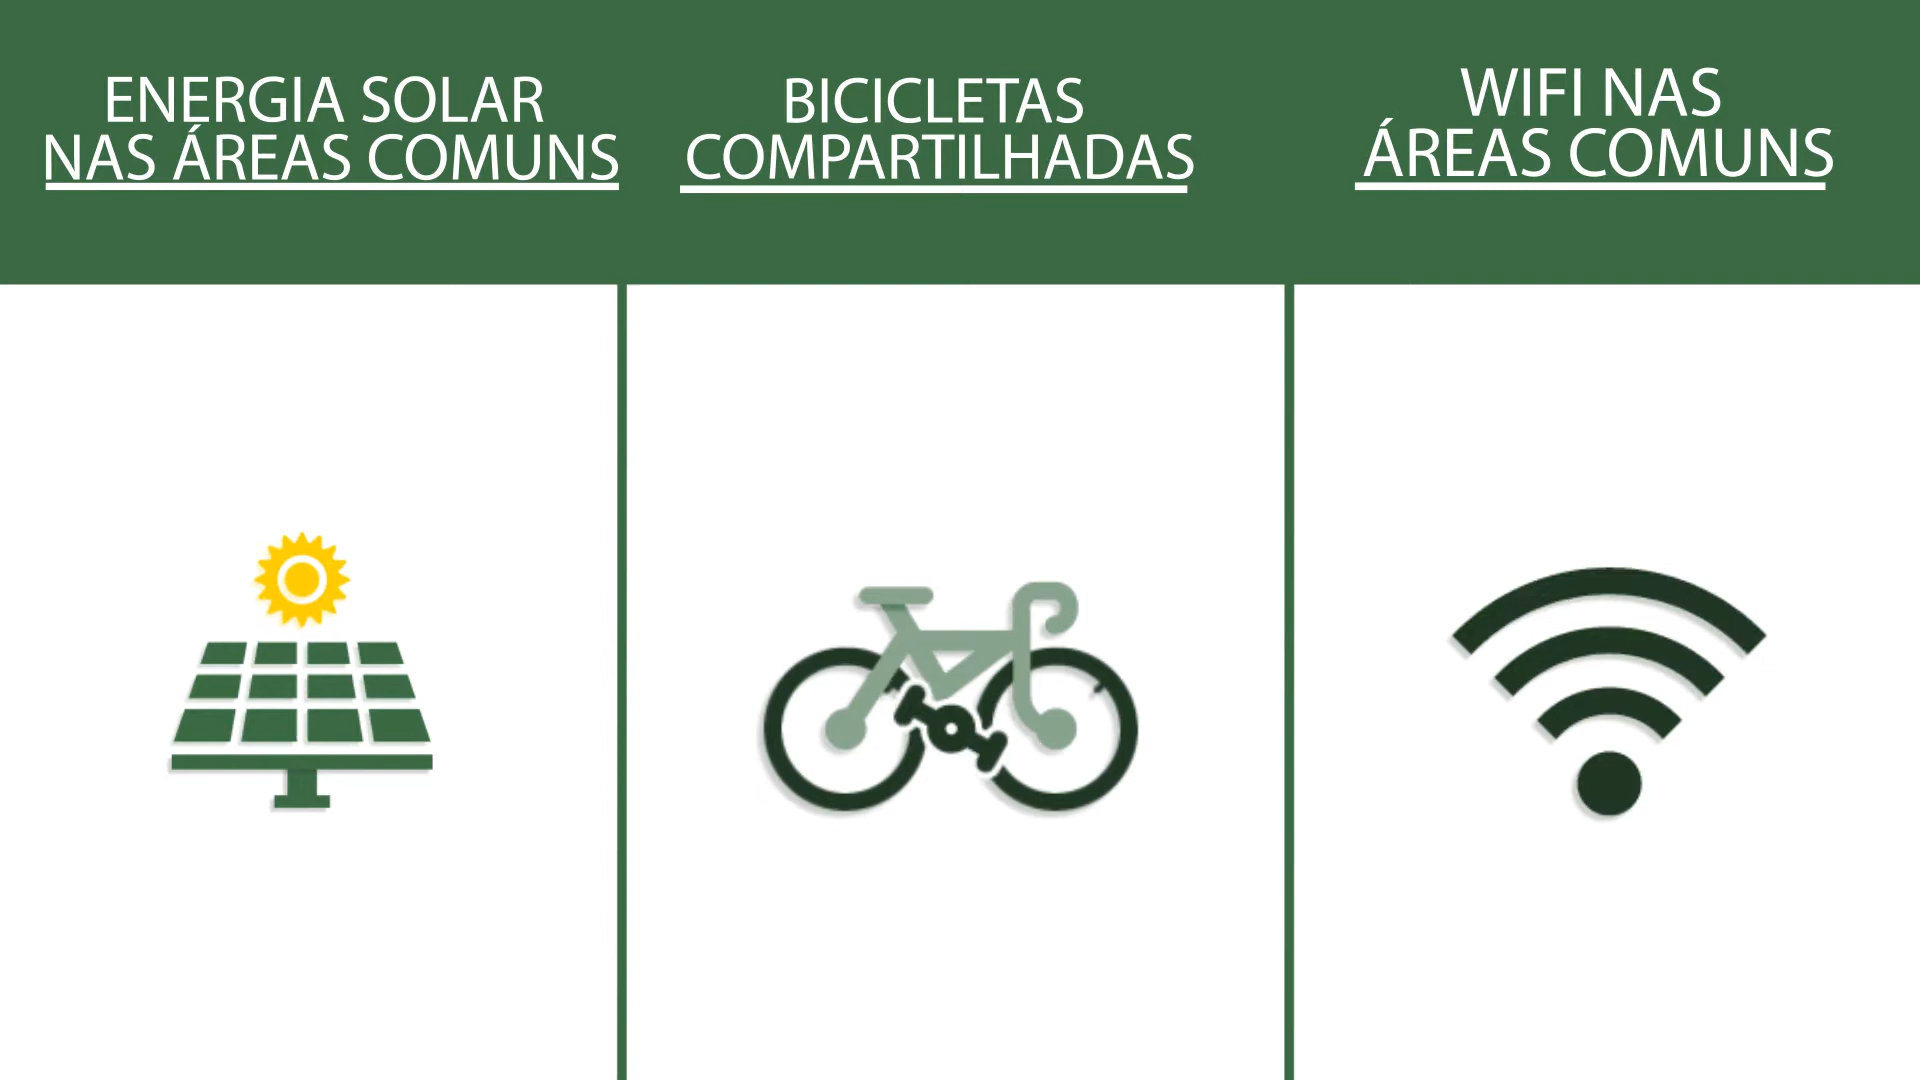 ENERGIA SOLAR
NAS ÁREAS COMUNS
BICICLETAS
COMPARTILHADAS
WIFI NAS
ÁREAS COMUNS